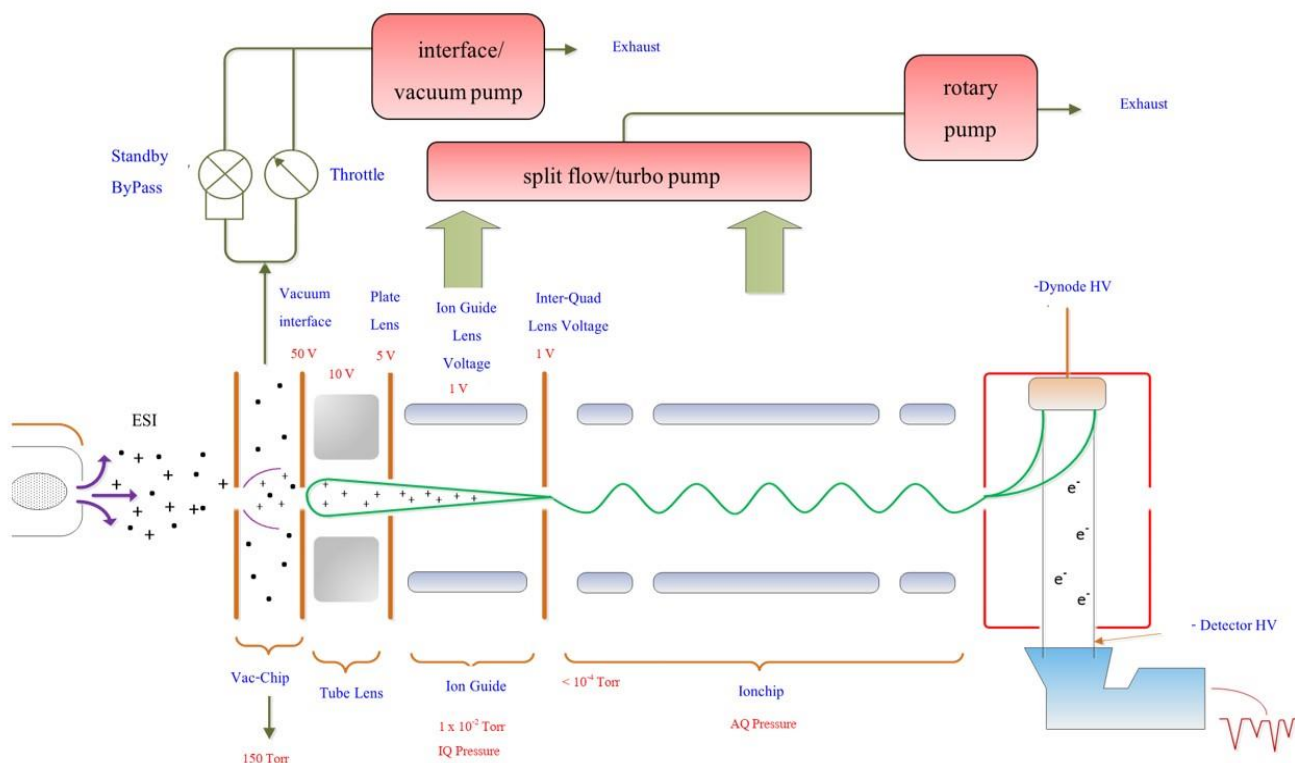 interface/
vacuum pump
Exhaust
rotary
pump
Exhaust
Standby
ByPass
Throttle
split flow/turbo pump
Vacuum
interface
50 V
10 V
Plate
Lens
5 V
Ion Guide
Lens
Voltage
1 V
Inter-Quad
Lens Voltage
1 V
-Dynode HV
ESI
e-
e-
e-
e-
- Detector HV
Vac-Chip
150 Torr
Tube Lens
Ion Guide
1 x 10-2 Torr
IQ Pressure
< 10-4 Torr
Ionchip
AQ Pressure